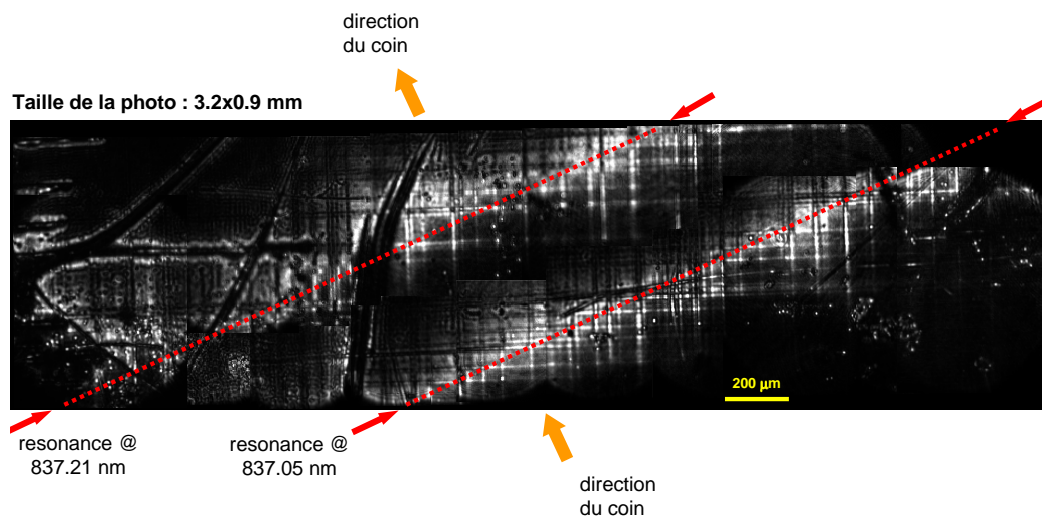 direction
du coin
Taille de la photo : 3.2x0.9 mm
200 µm
resonance @
837.21 nm
resonance @
837.05 nm
direction
du coin